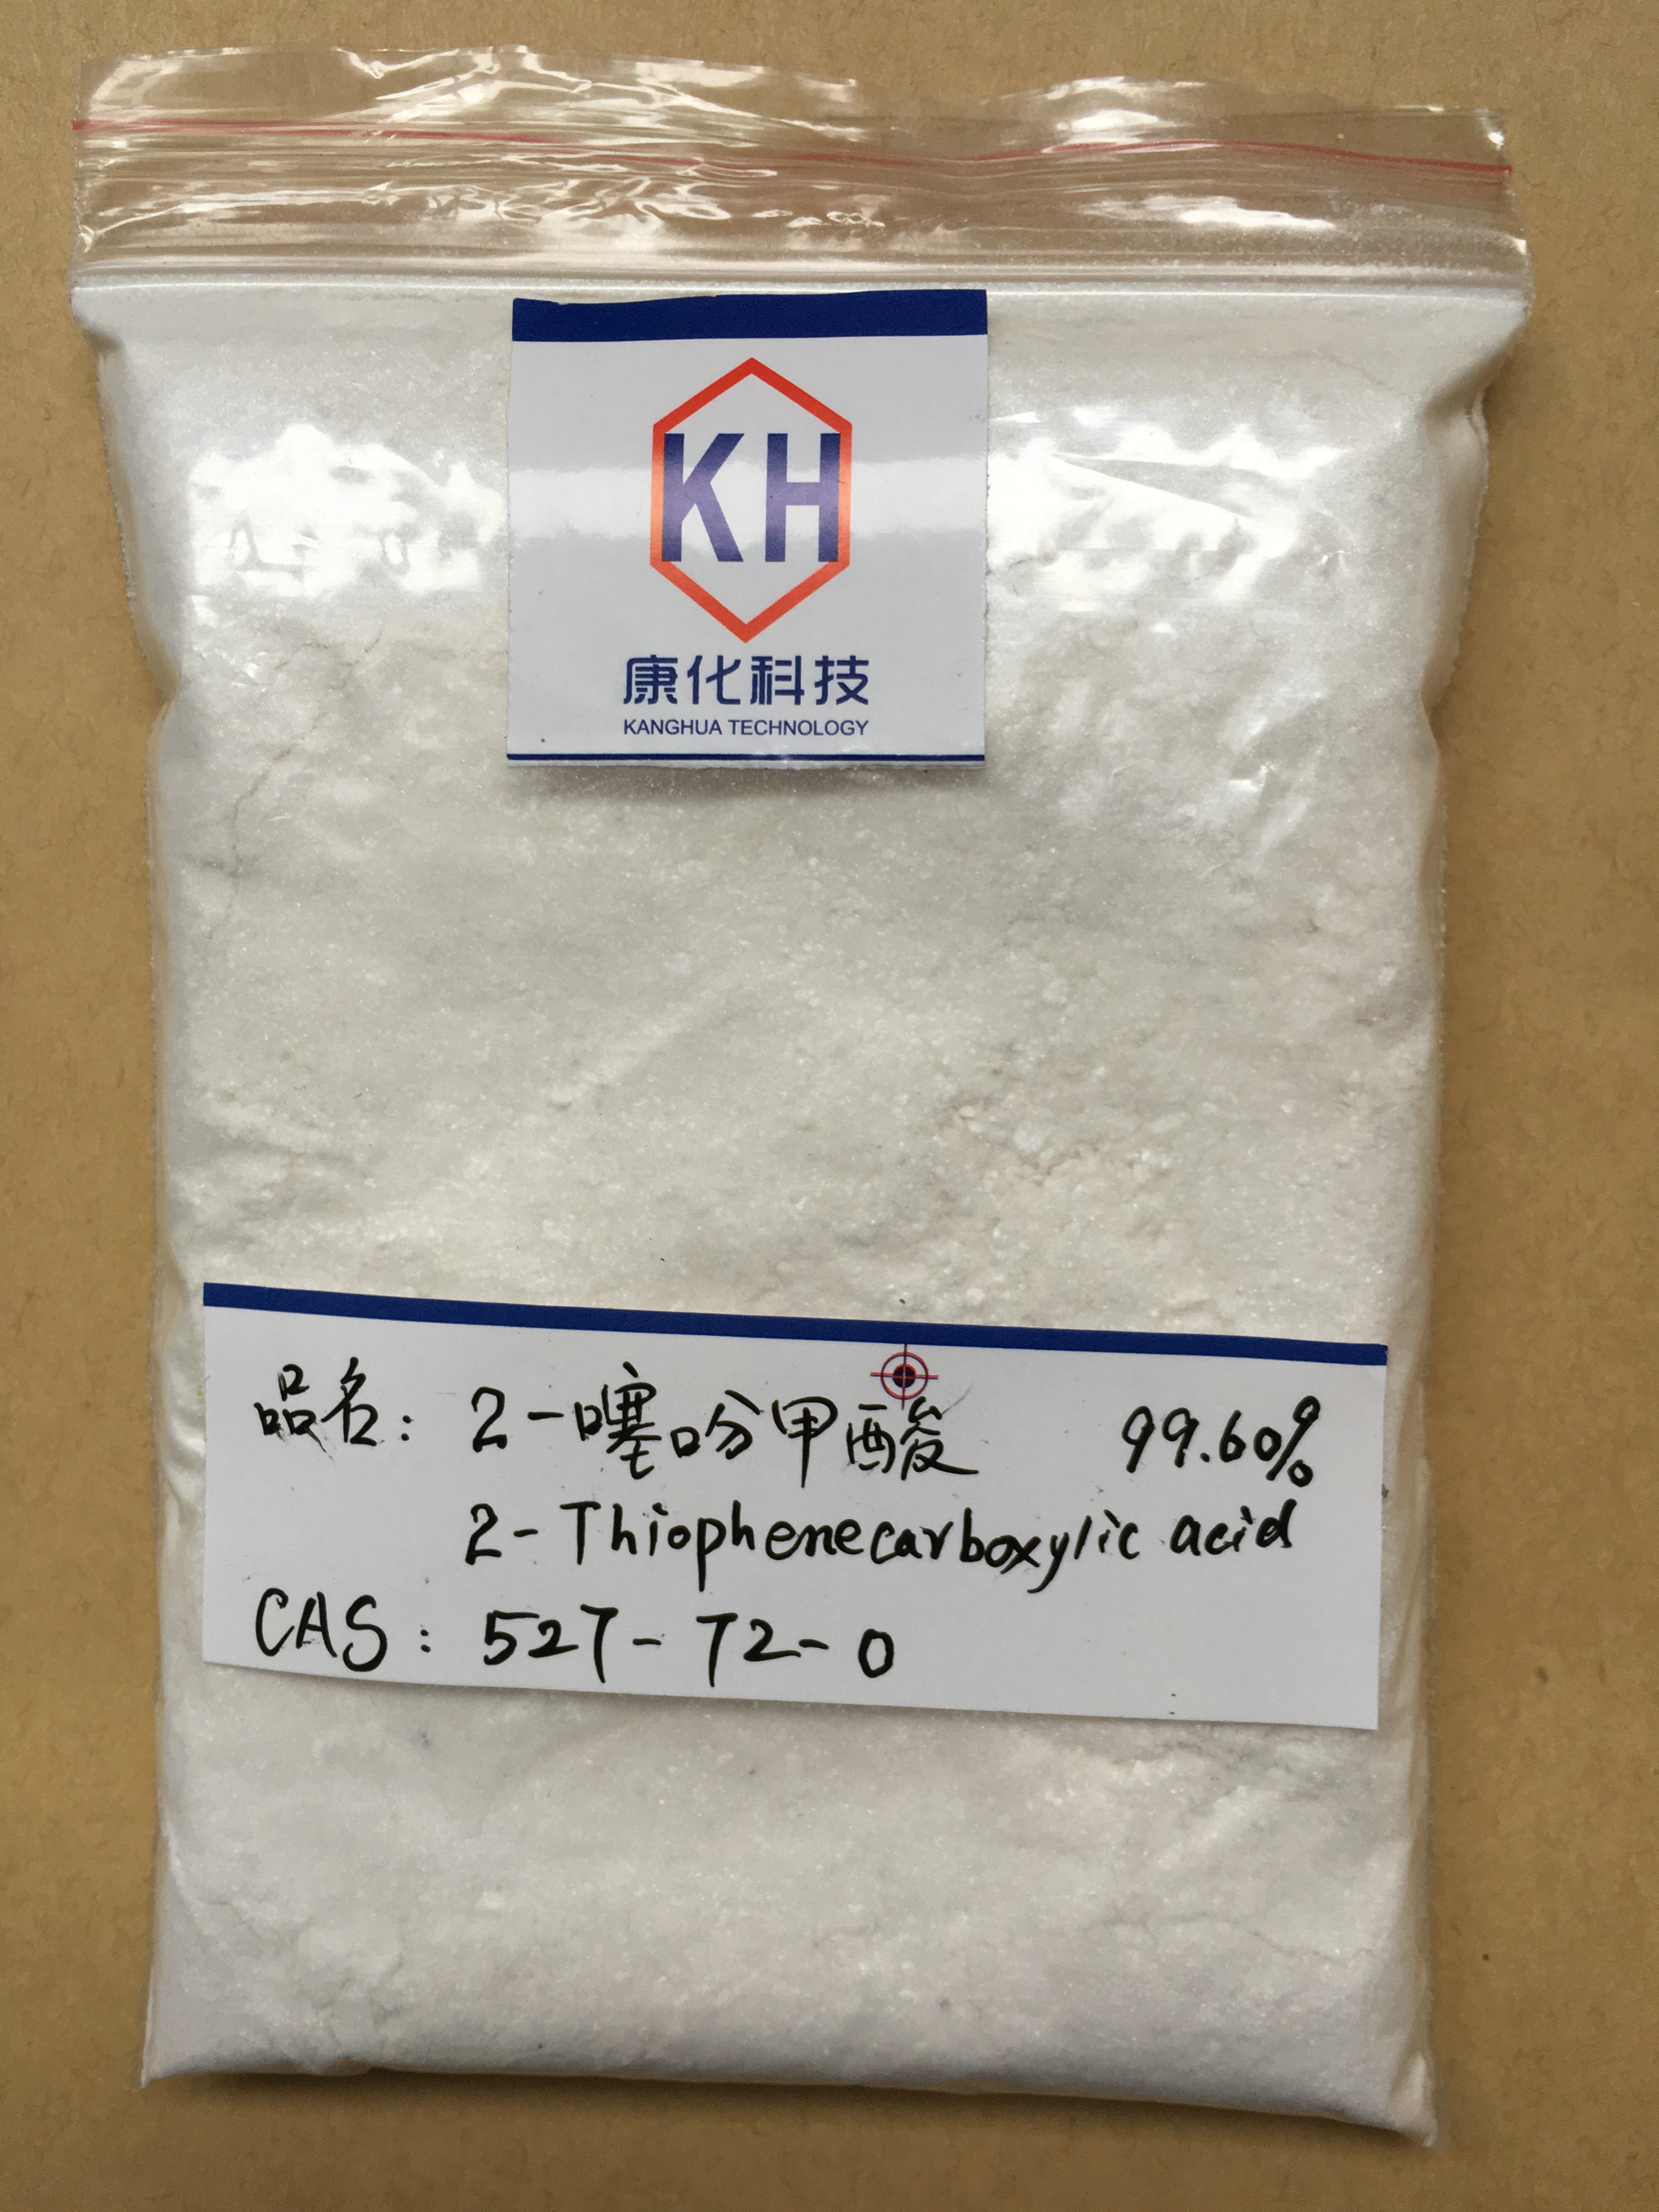 KH
康化科技
KANGHUA TECHNOLOGY
品名: 2-噻吩甲酸 99.60%
2-Thiophenecarboxylic acid
CAS: 527-72-0